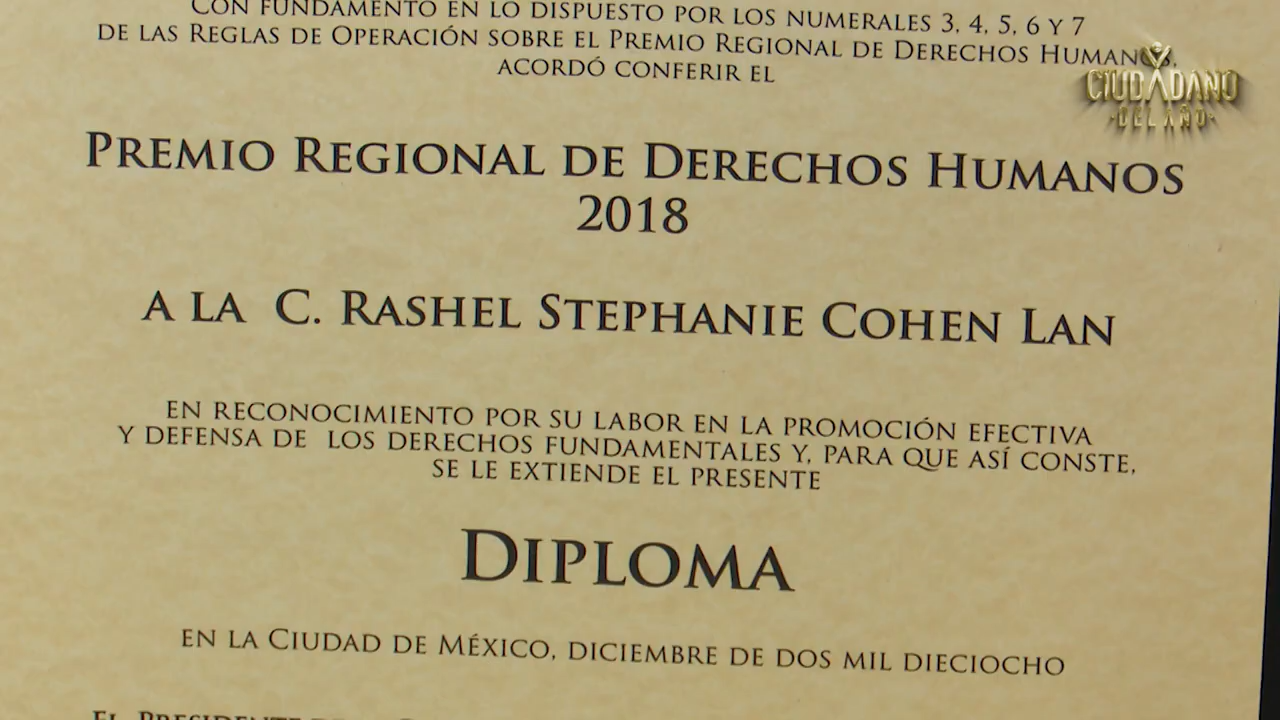 CON FUNDAMENTO EN LO DISPUESTO POR LOS NUMERALES 3, 4, 5, 6 Y 7
DE LAS REGLAS DE OPERACIÓN SOBRE EL PREMIO REGIONAL DE DERECHOS HUMANOS,
ACORDÓ CONFERIR EL
CIUDADANO
·DEL AÑO·
PREMIO REGIONAL DE DERECHOS HUMANOS
2018
A LA C. RASHEL STEPHANIE COHEN LAN
EN RECONOCIMIENTO POR SU LABOR EN LA PROMOCIÓN EFECTIVA
Y DEFENSA DE LOS DERECHOS FUNDAMENTALES Y, PARA QUE ASÍ CONSTE,
SE LE EXTIENDE EL PRESENTE
DIPLOMA
EN LA CIUDAD DE MÉXICO, DICIEMBRE DE DOS MIL DIECIOCHO
EL PRESIDENTE